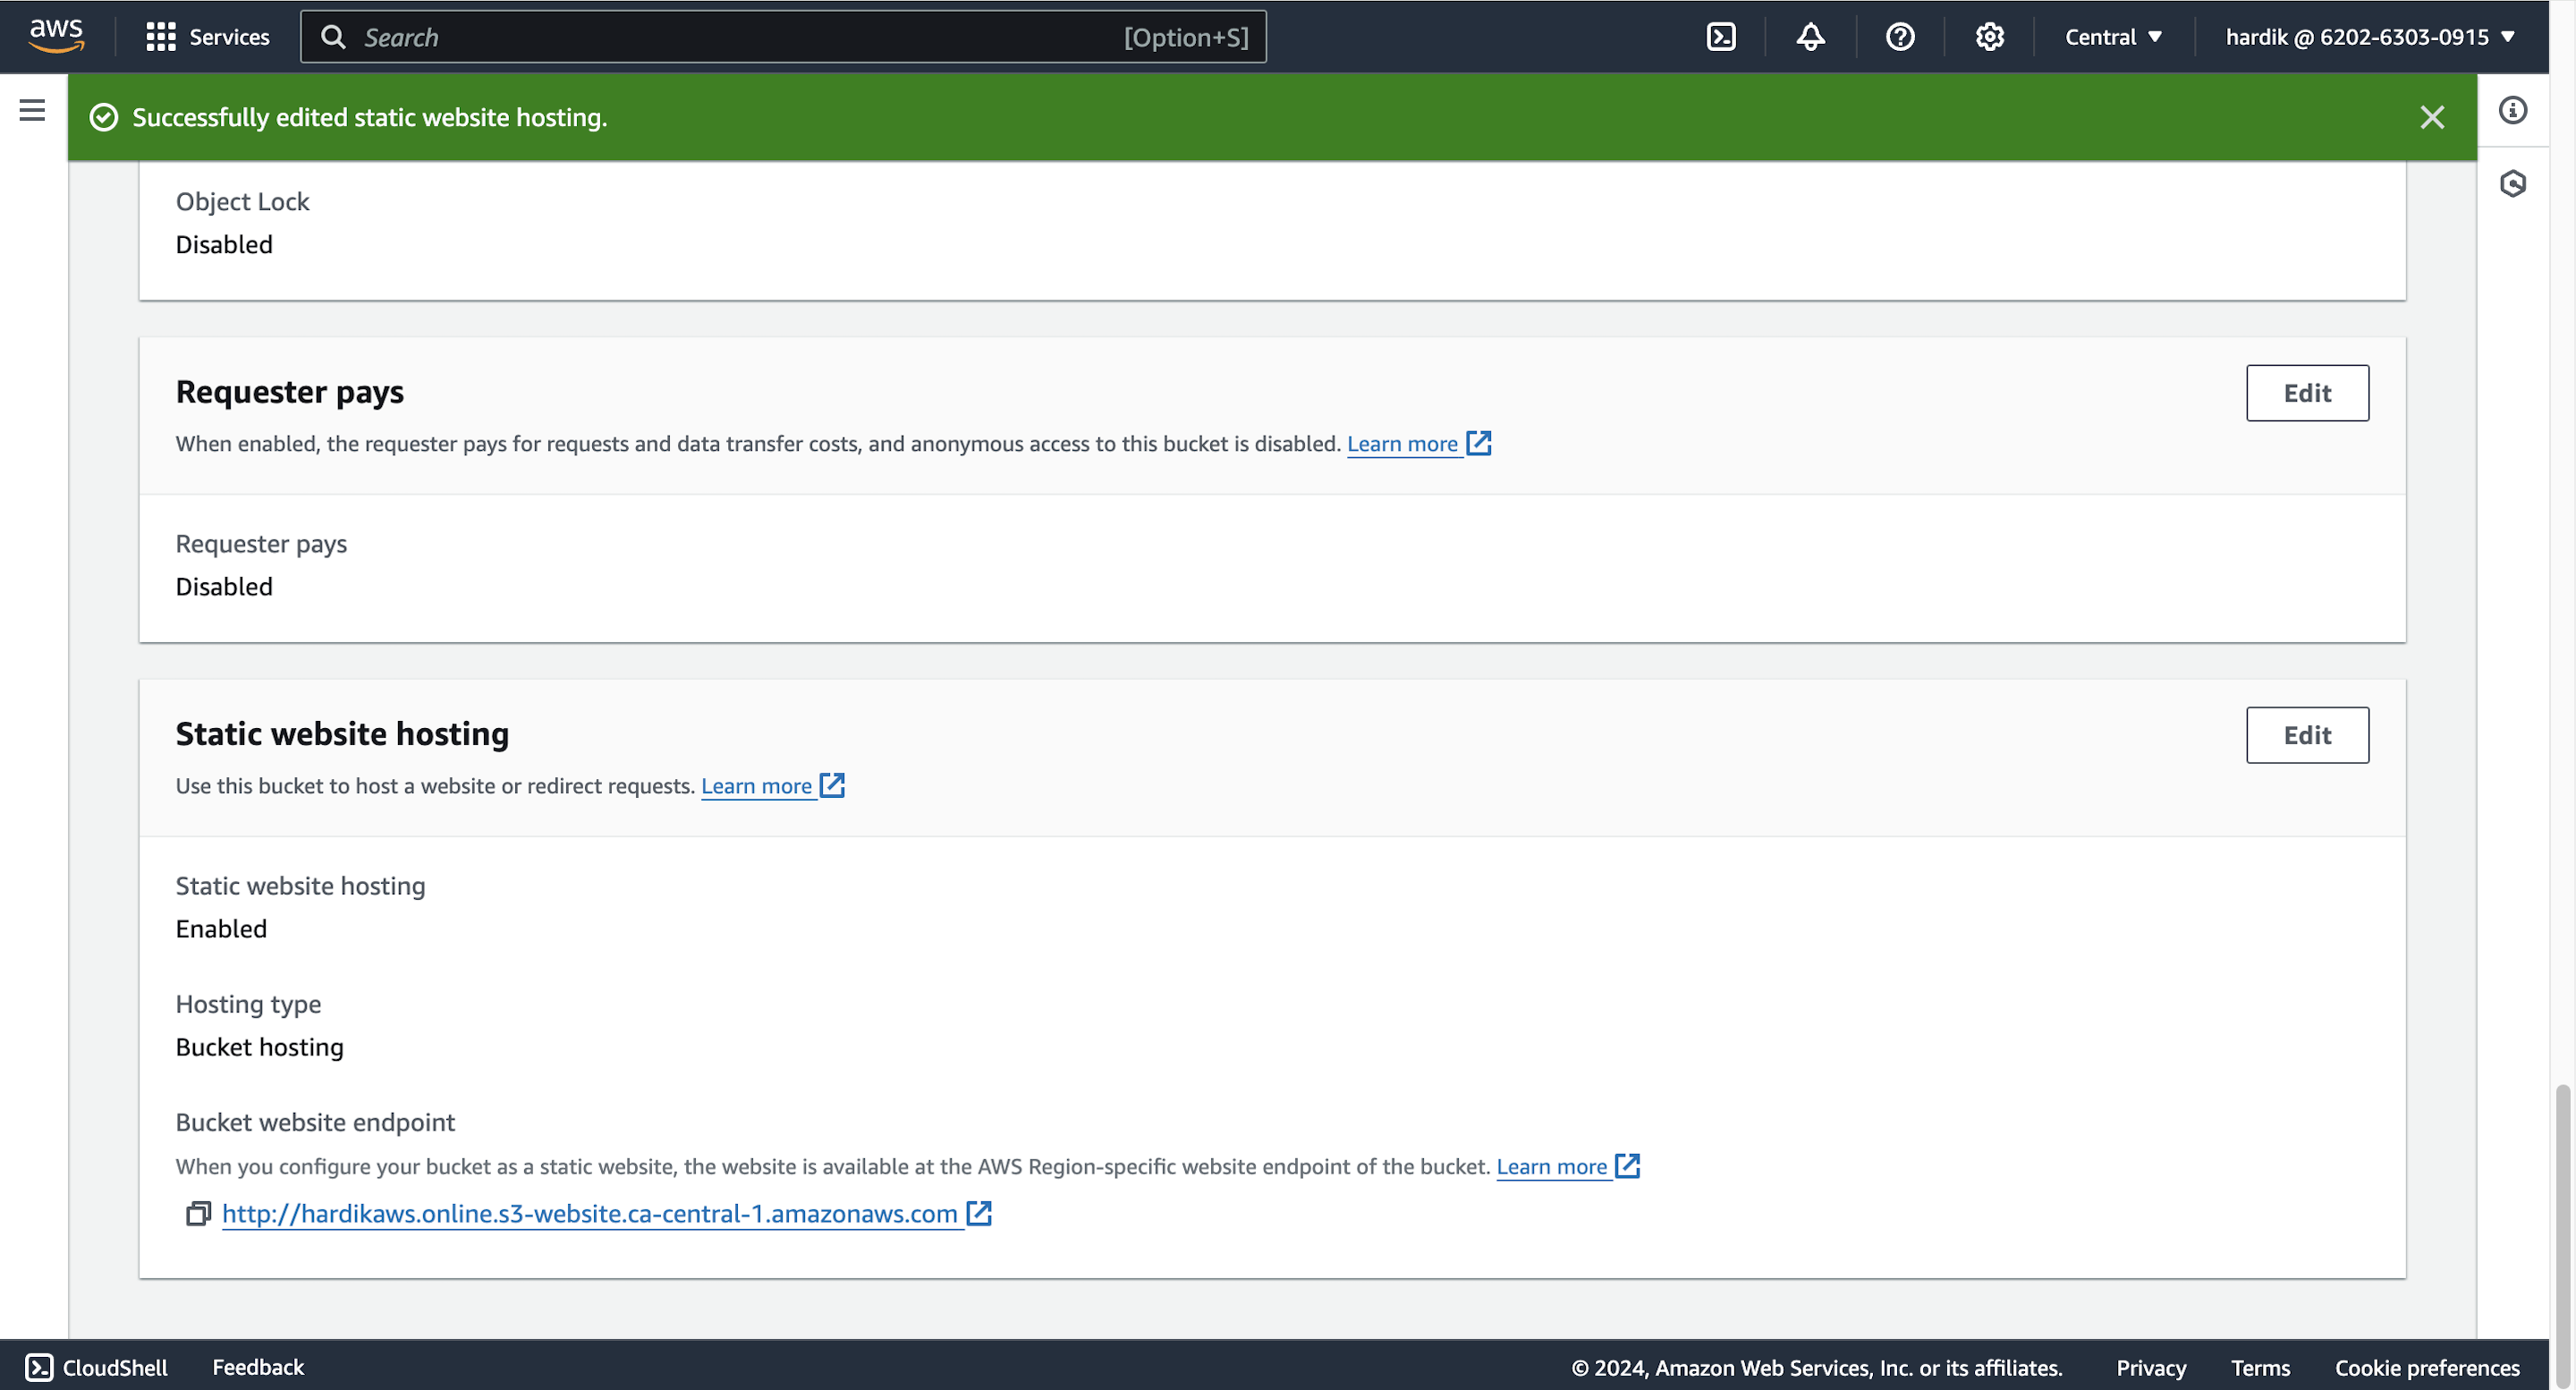 aws
Services
Search
[Option+S]
Central
hardik @ 6202-6303-0915
Successfully edited static website hosting.
Object Lock
Disabled
Requester pays
Edit
When enabled, the requester pays for requests and data transfer costs, and anonymous access to this bucket is disabled. Learn more
Requester pays
Disabled
Static website hosting
Edit
Use this bucket to host a website or redirect requests. Learn more
Static website hosting
Enabled
Hosting type
Bucket hosting
Bucket website endpoint
When you configure your bucket as a static website, the website is available at the AWS Region-specific website endpoint of the bucket. Learn more
http://hardikaws.online.s3-website.ca-central-1.amazonaws.com
CloudShell
Feedback
© 2024, Amazon Web Services, Inc. or its affiliates.
Privacy
Terms
Cookie preferences